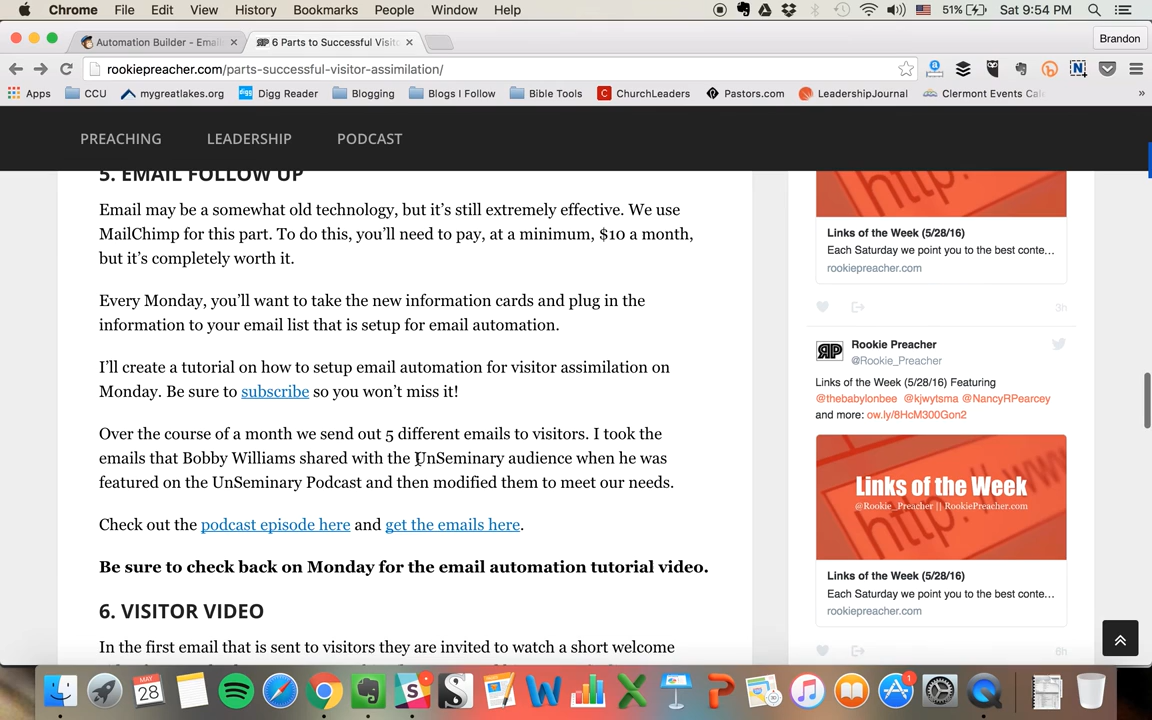 Chrome File Edit View History Bookmarks People Window Help 51% Sat 9:54 PM
Automation Builder - Email 6 Parts to Successful Visito Brandon
rookiepreacher.com/parts-successful-visitor-assimilation/
Apps CCU mygreatlakes.org Digg Reader Blogging Blogs I Follow Bible Tools ChurchLeaders Pastors.com LeadershipJournal Clermont Events Cal »
PREACHING LEADERSHIP PODCAST
5. EMAIL FOLLOW UP
Email may be a somewhat old technology, but it's still extremely effective. We use
MailChimp for this part. To do this, you'll need to pay, at a minimum, $10 a month,
but it's completely worth it.
Every Monday, you'll want to take the new information cards and plug in the
information to your email list that is setup for email automation.
I'll create a tutorial on how to setup email automation for visitor assimilation on
Monday. Be sure to subscribe so you won't miss it!
Over the course of a month we send out 5 different emails to visitors. I took the
emails that Bobby Williams shared with the UnSeminary audience when he was
featured on the UnSeminary Podcast and then modified them to meet our needs.
Check out the podcast episode here and get the emails here.
Be sure to check back on Monday for the email automation tutorial video.
6. VISITOR VIDEO
In the first email that is sent to visitors they are invited to watch a short welcome
http:
Links of the Week (5/28/16)
Each Saturday we point you to the best conte...
rookiepreacher.com
3h
RP Rookie Preacher
@Rookie_Preacher
Links of the Week (5/28/16) Featuring
@thebabylonbee @kjwytsma @NancyRPearcey
and more: ow.ly/8HcM300Gon2
http://www
Links of the Week
@Rookie_Preacher || RookiePreacher.com
Links of the Week (5/28/16)
Each Saturday we point you to the best conte...
rookiepreacher.com
8h
MAY
28
1